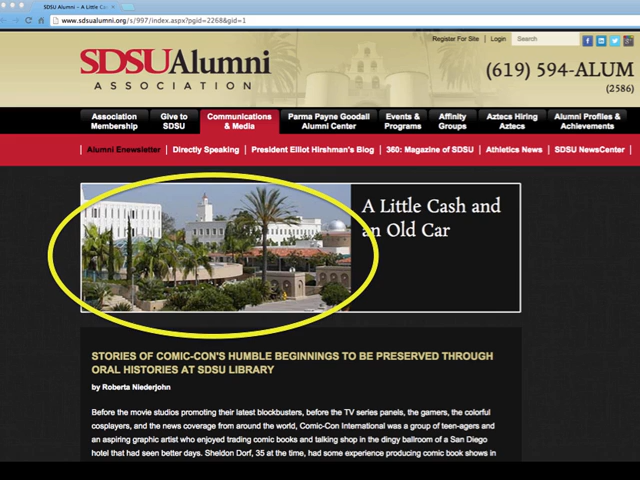 SDSU Alumni – A Little Ca
www.sdsualumni.org/s/997/index.aspx?pgid=2268&gid=1
Register For Site | Login Search
SDSUAlumni
ASSOCIATION
(619) 594-ALUM
(2586)
Association Membership
Give to SDSU
Communications & Media
Parma Payne Goodall Alumni Center
Events & Programs
Affinity Groups
Aztecs Hiring Aztecs
Alumni Profiles & Achievements
| Alumni Enewsletter | Directly Speaking | President Elliot Hirshman's Blog | 360: Magazine of SDSU | Athletics News | SDSU NewsCenter |
A Little Cash and
an Old Car
STORIES OF COMIC-CON'S HUMBLE BEGINNINGS TO BE PRESERVED THROUGH
ORAL HISTORIES AT SDSU LIBRARY
by Roberta Niederjohn
Before the movie studios promoting their latest blockbusters, before the TV series panels, the gamers, the colorful
cosplayers, and the news coverage from around the world, Comic-Con International was a group of teen-agers and
an aspiring graphic artist who enjoyed trading comic books and talking shop in the dingy ballroom of a San Diego
hotel that had seen better days. Sheldon Dorf, 35 at the time, had some experience producing comic book shows in